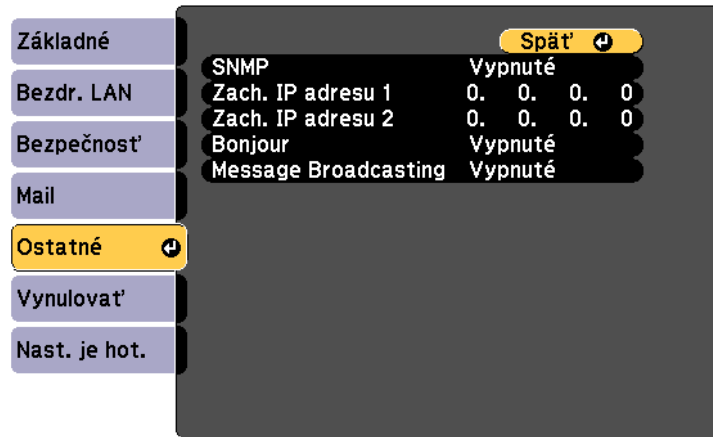 Základné
Bezdr. LAN
Bezpečnosť
Mail
Ostatné
Vynulovať
Nast. je hot.
Späť
SNMP Vypnuté
Zach. IP adresu 1 0. 0. 0. 0
Zach. IP adresu 2 0. 0. 0. 0
Bonjour Vypnuté
Message Broadcasting Vypnuté